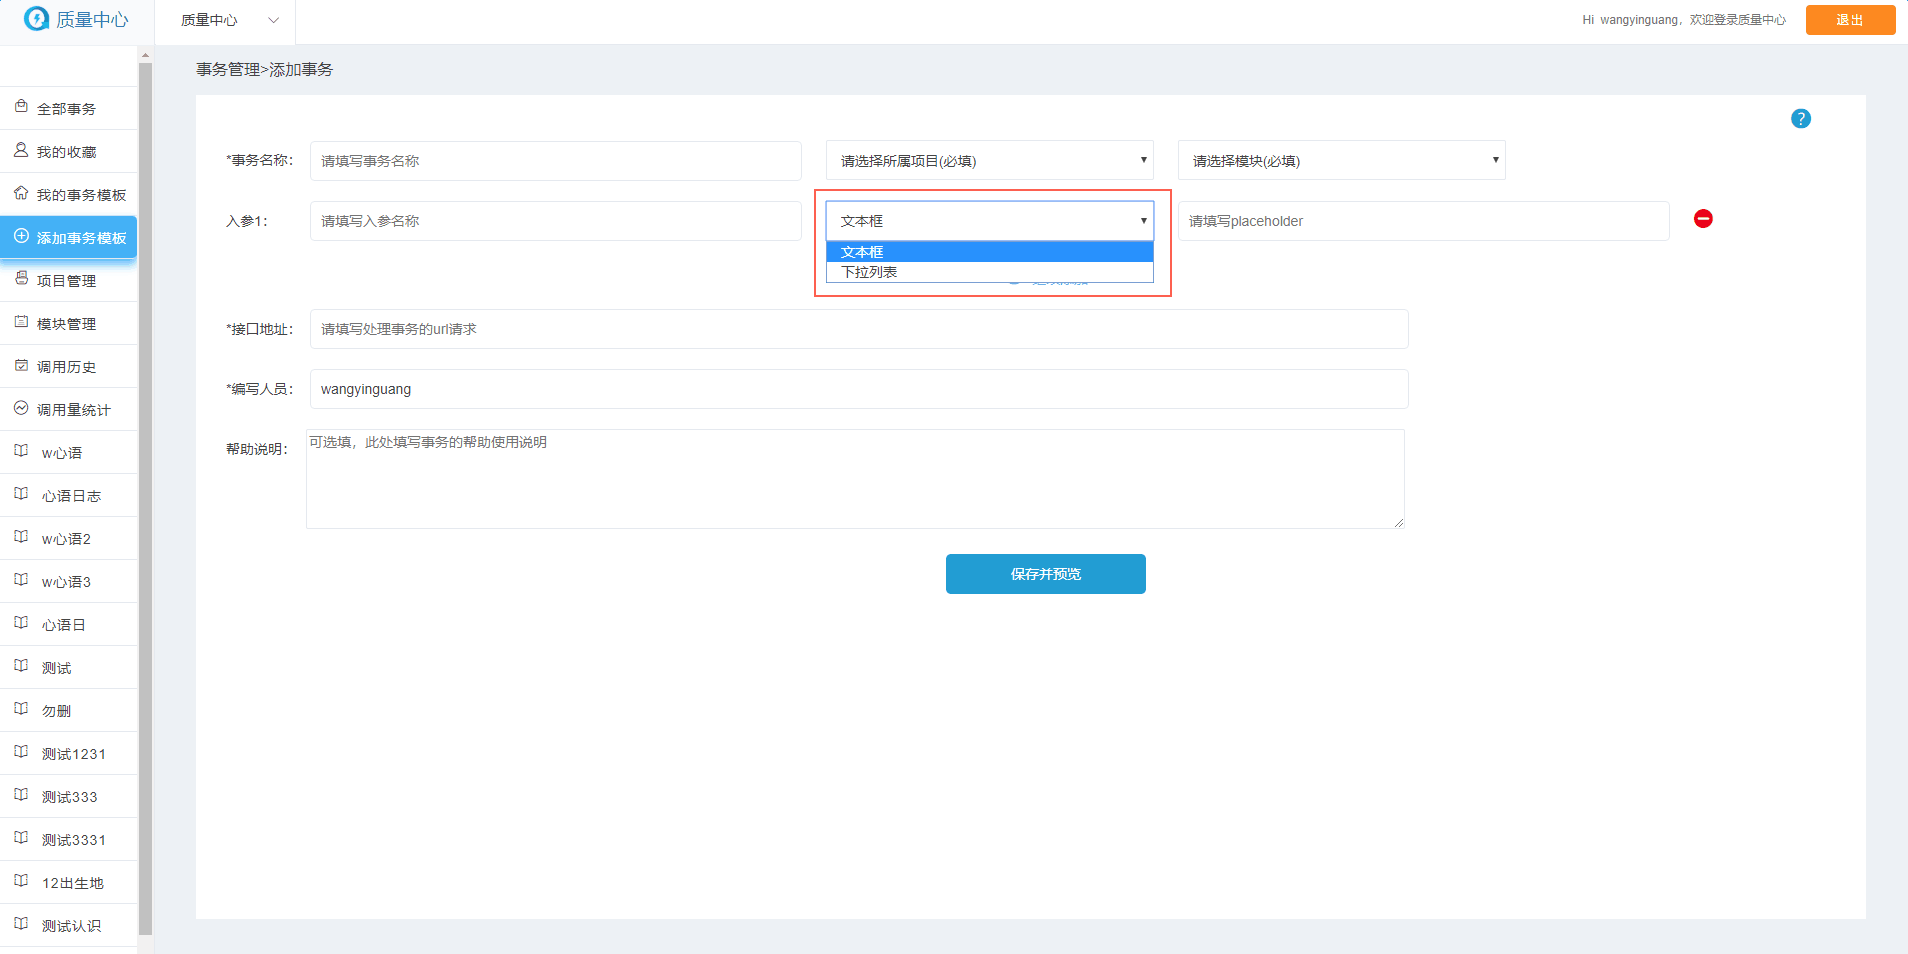 质量中心
质量中心
Hi wangyinguang，欢迎登录质量中心
退出
事务管理>添加事务
全部事务
我的收藏
我的事务模板
添加事务模板
项目管理
模块管理
调用历史
调用量统计
w心语
心语日志
w心语2
w心语3
心语日
测试
勿删
测试1231
测试333
测试3331
12出生地
测试认识
?
*事务名称：
请填写事务名称
请选择所属项目(必填)
请选择模块(必填)
入参1：
请填写入参名称
文本框
请填写placeholder
文本框
下拉列表
*接口地址：
请填写处理事务的url请求
*编写人员：
wangyinguang
帮助说明：
可选填，此处填写事务的帮助使用说明
保存并预览